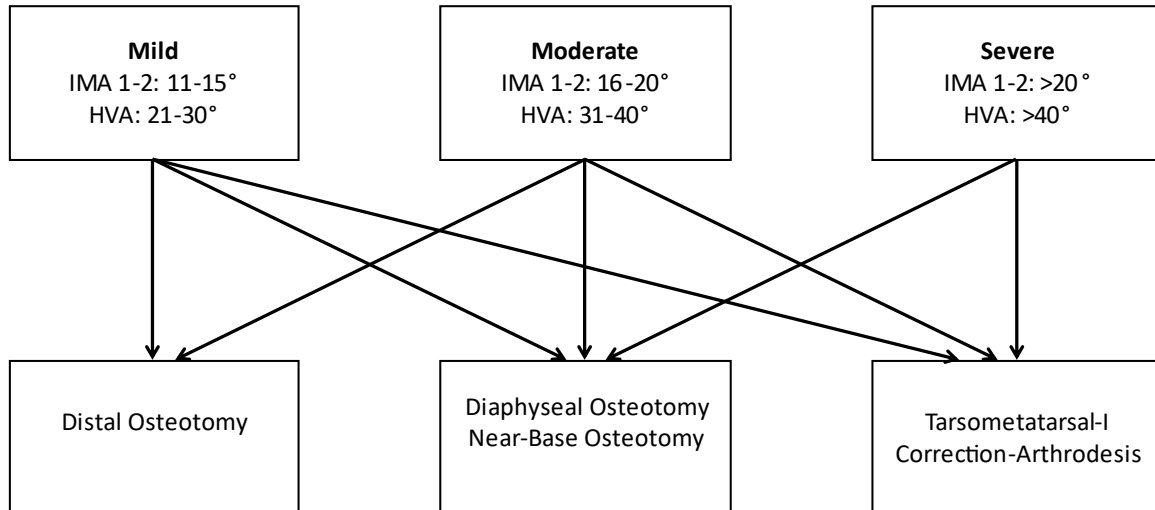 Mild
IMA 1-2: 11-15°
HVA: 21-30°
Moderate
IMA 1-2: 16-20°
HVA: 31-40°
Severe
IMA 1-2: >20°
HVA: >40°
Distal Osteotomy
Diaphyseal Osteotomy
Near-Base Osteotomy
Tarsometatarsal-I
Correction-Arthrodesis